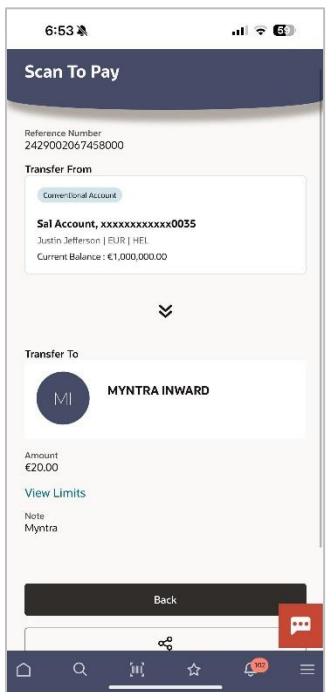 6:53
59
Scan To Pay
Reference Number
2429002067458000
Transfer From
Conventional Account
Sal Account, xxxxxxxxxxxx0035
Justin Jefferson | EUR | HEL
Current Balance : €1,000,000.00
Transfer To
MI
MYNTRA INWARD
Amount
€20.00
View Limits
Note
Myntra
Back
102